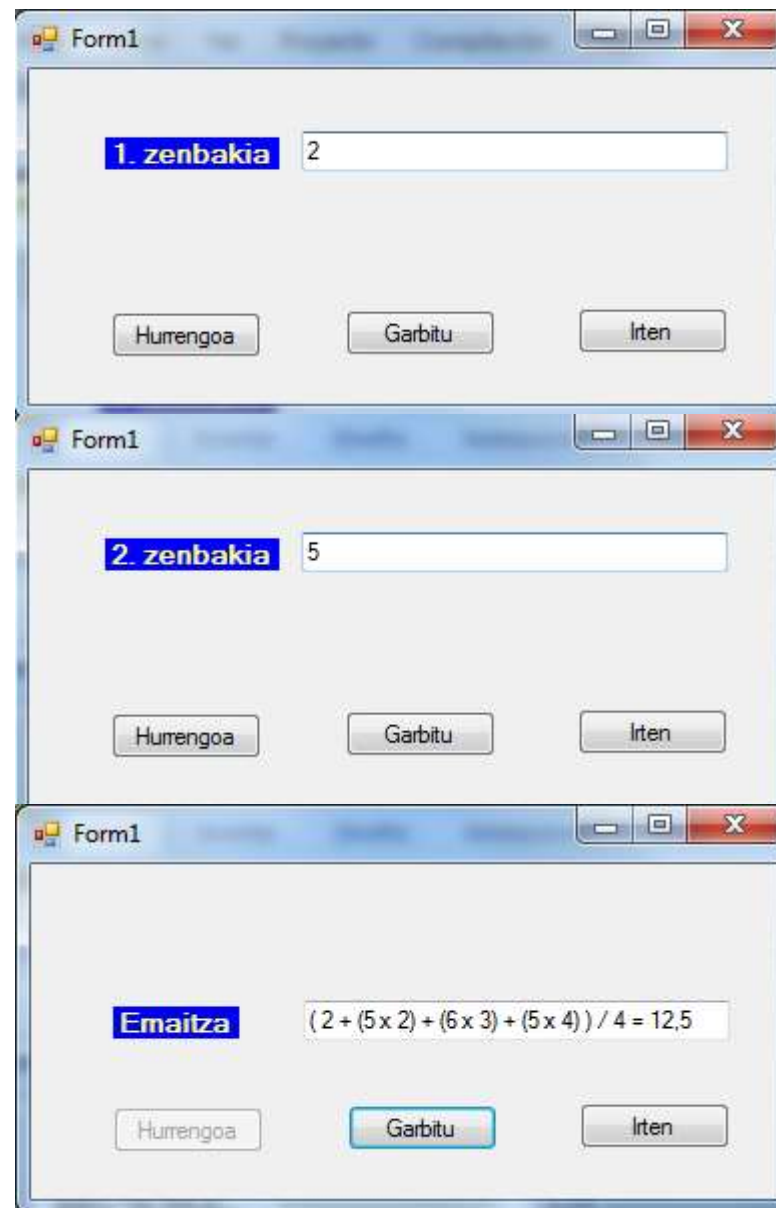 Form1
1. zenbakia 2
Hurrengoa Garbitu Irten
Form1
2. zenbakia 5
Hurrengoa Garbitu Irten
Form1
Emaitza ( 2 + (5 x 2) + (6 x 3) + (5 x 4) ) / 4 = 12,5
Hurrengoa Garbitu Irten